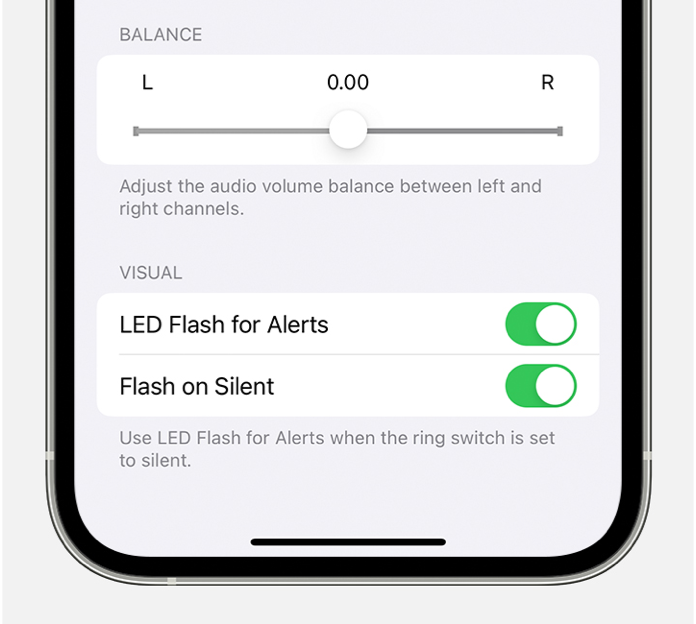 BALANCE
L 0.00 R
Adjust the audio volume balance between left and
right channels.
VISUAL
LED Flash for Alerts
Flash on Silent
Use LED Flash for Alerts when the ring switch is set
to silent.